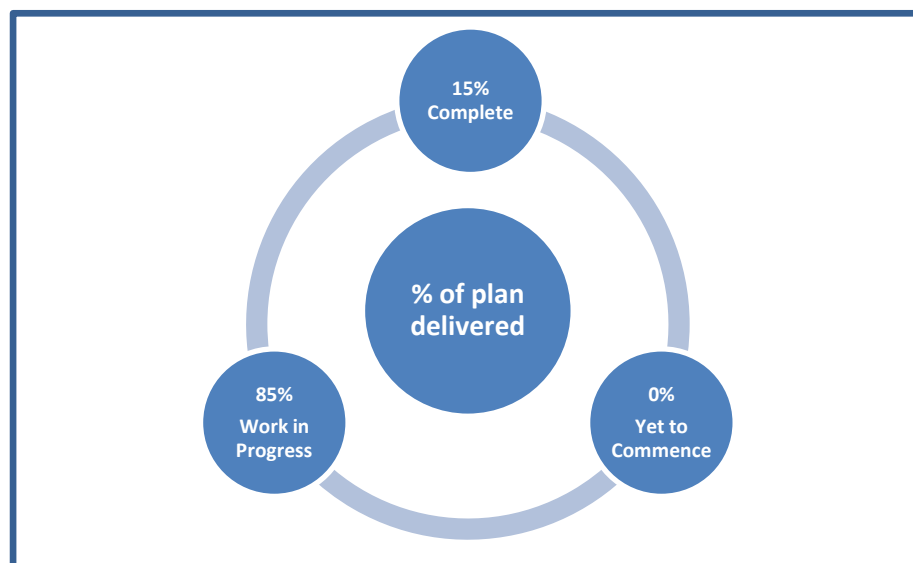 15%
Complete
% of plan
delivered
85%
Work in
Progress
0%
Yet to
Commence